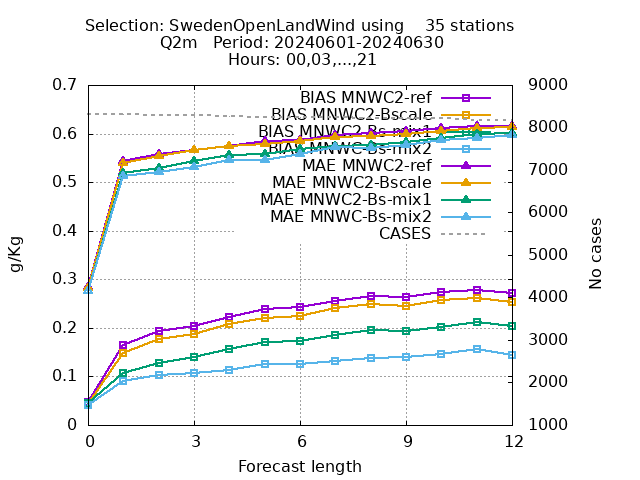 Selection: SwedenOpenLandWind using    35 stations
Q2m   Period: 20240601-20240630
Hours: 00,03,...,21
0.7
0.6
0.5
0.4
0.3
0.2
0.1
0
g/Kg
9000
8000
7000
6000
5000
4000
3000
2000
1000
No cases
BIAS MNWC2-ref
BIAS MNWC2-Bscale
BIAS MNWC2-Bs-mix1
BIAS MNWC-Bs-mix2
MAE MNWC2-ref
MAE MNWC2-Bscale
MAE MNWC2-Bs-mix1
MAE MNWC-Bs-mix2
CASES
0 3 6 9 12
Forecast length